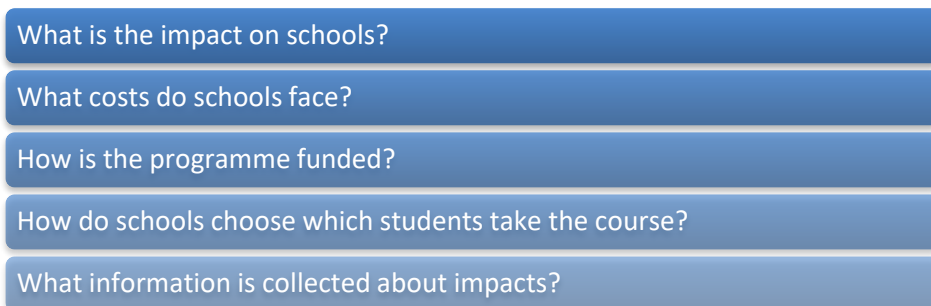 What is the impact on schools?
What costs do schools face?
How is the programme funded?
How do schools choose which students take the course?
What information is collected about impacts?